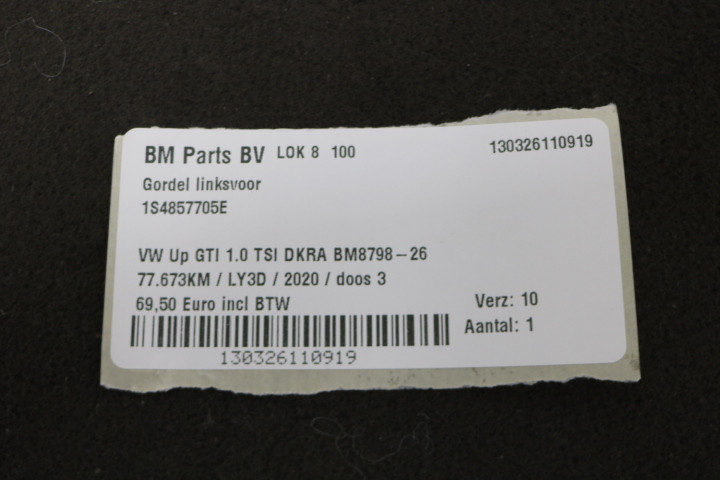 BM Parts BV LOK 8 100 130326110919
Gordel linksvoor
1S4857705E
VW Up GTI 1.0 TSI DKRA BM8798-26
77.673KM / LY3D / 2020 / doos 3
69,50 Euro incl BTW Verz: 10
Aantal: 1
130326110919